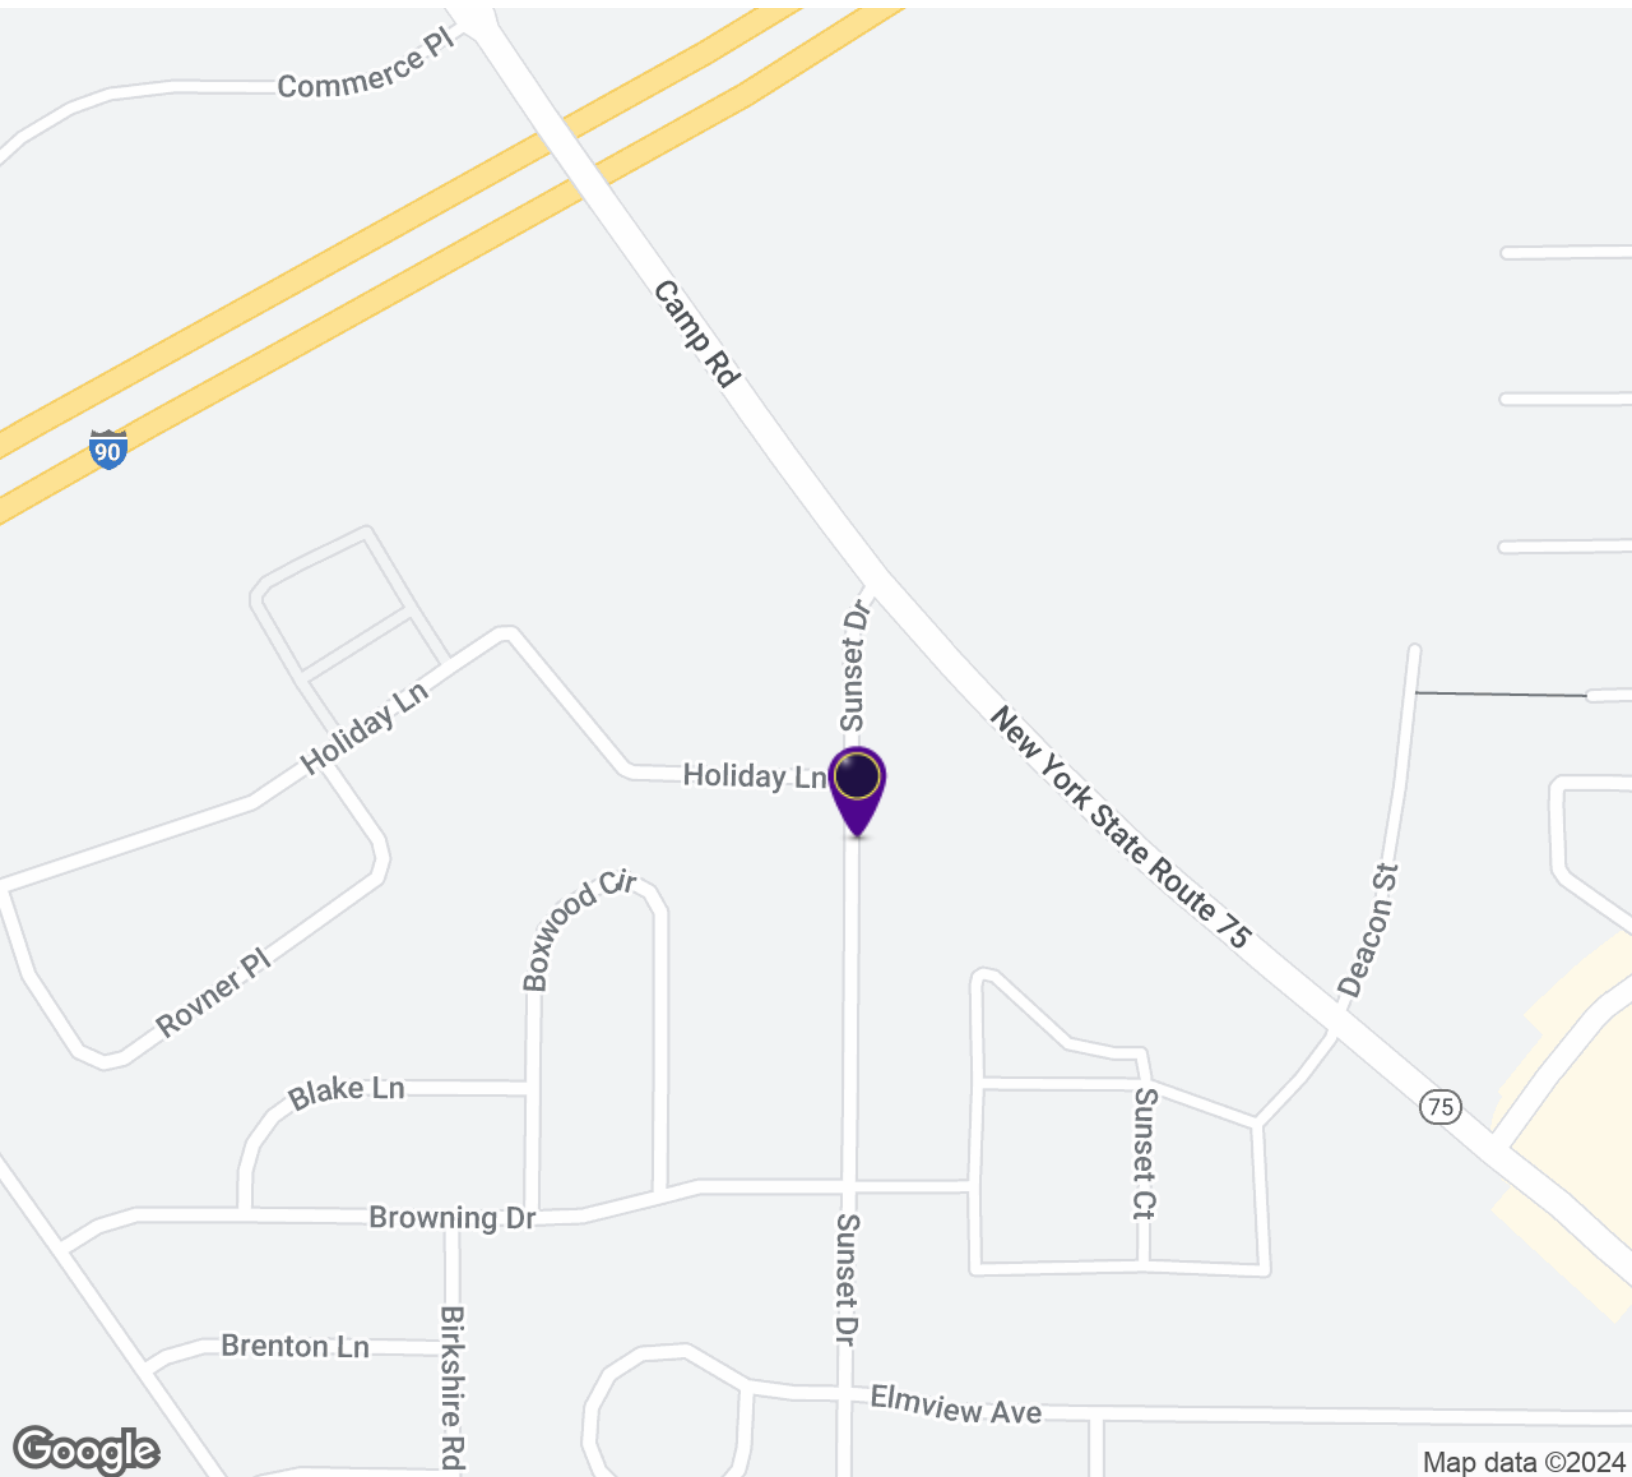 Commerce Pl
Camp Rd
90
Sunset Dr
Holiday Ln
Holiday Ln
New York State Route 75
Boxwood Cir
Deacon St
Rovner Pl
Blake Ln
Sunset Ct
75
Browning Dr
Sunset Dr
Birkshire Rd
Brenton Ln
Elmview Ave
Google
Map data ©2024